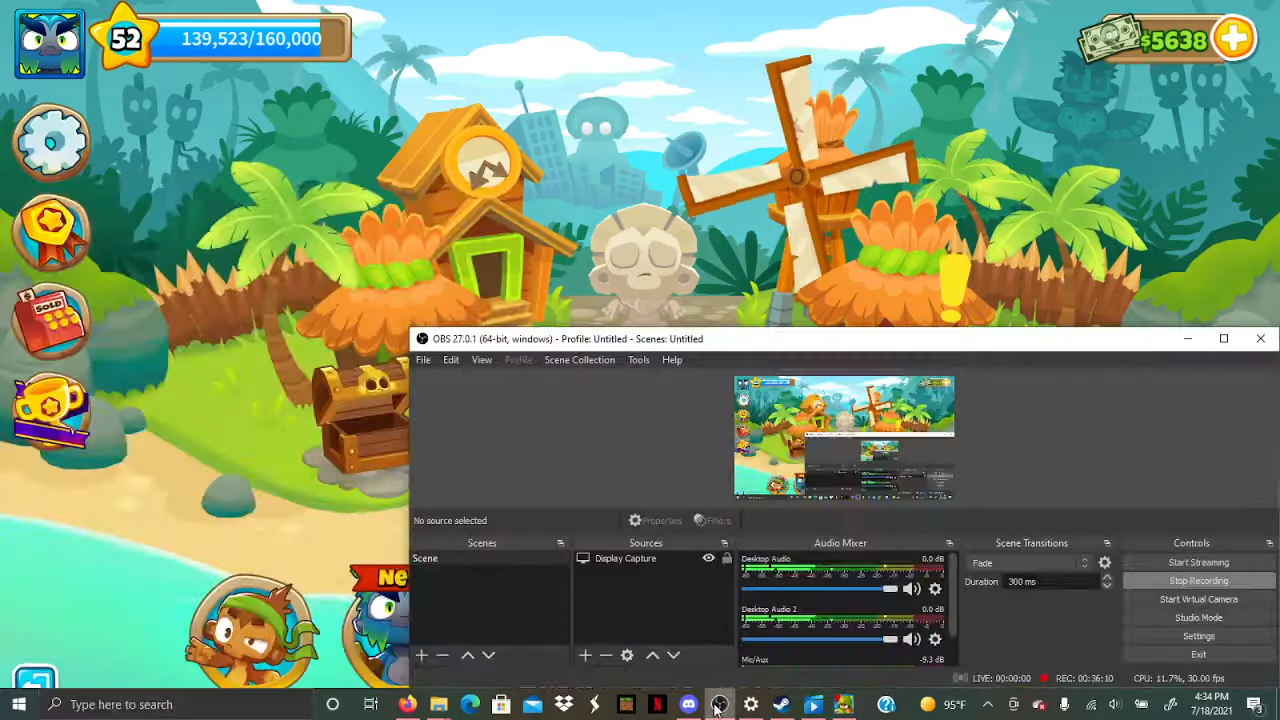 52
139,523/160,000
$5638
SOLD
Ne
OBS 27.0.1 (64-bit, windows) - Profile: Untitled - Scenes: Untitled
File Edit View Profile Scene Collection Tools Help
No source selected
Properties
Filters
Scenes
Sources
Audio Mixer
Scene Transitions
Controls
Scene
Display Capture
Desktop Audio
0.0 dB
Desktop Audio 2
0.0 dB
Mic/Aux
-9.3 dB
Fade
Duration 300 ms
Start Streaming
Stop Recording
Start Virtual Camera
Studio Mode
Settings
Exit
LIVE: 00:00:00
REC: 00:36:10
CPU: 11.7%, 30.00 fps
Type here to search
95°F
4:34 PM
7/18/2021